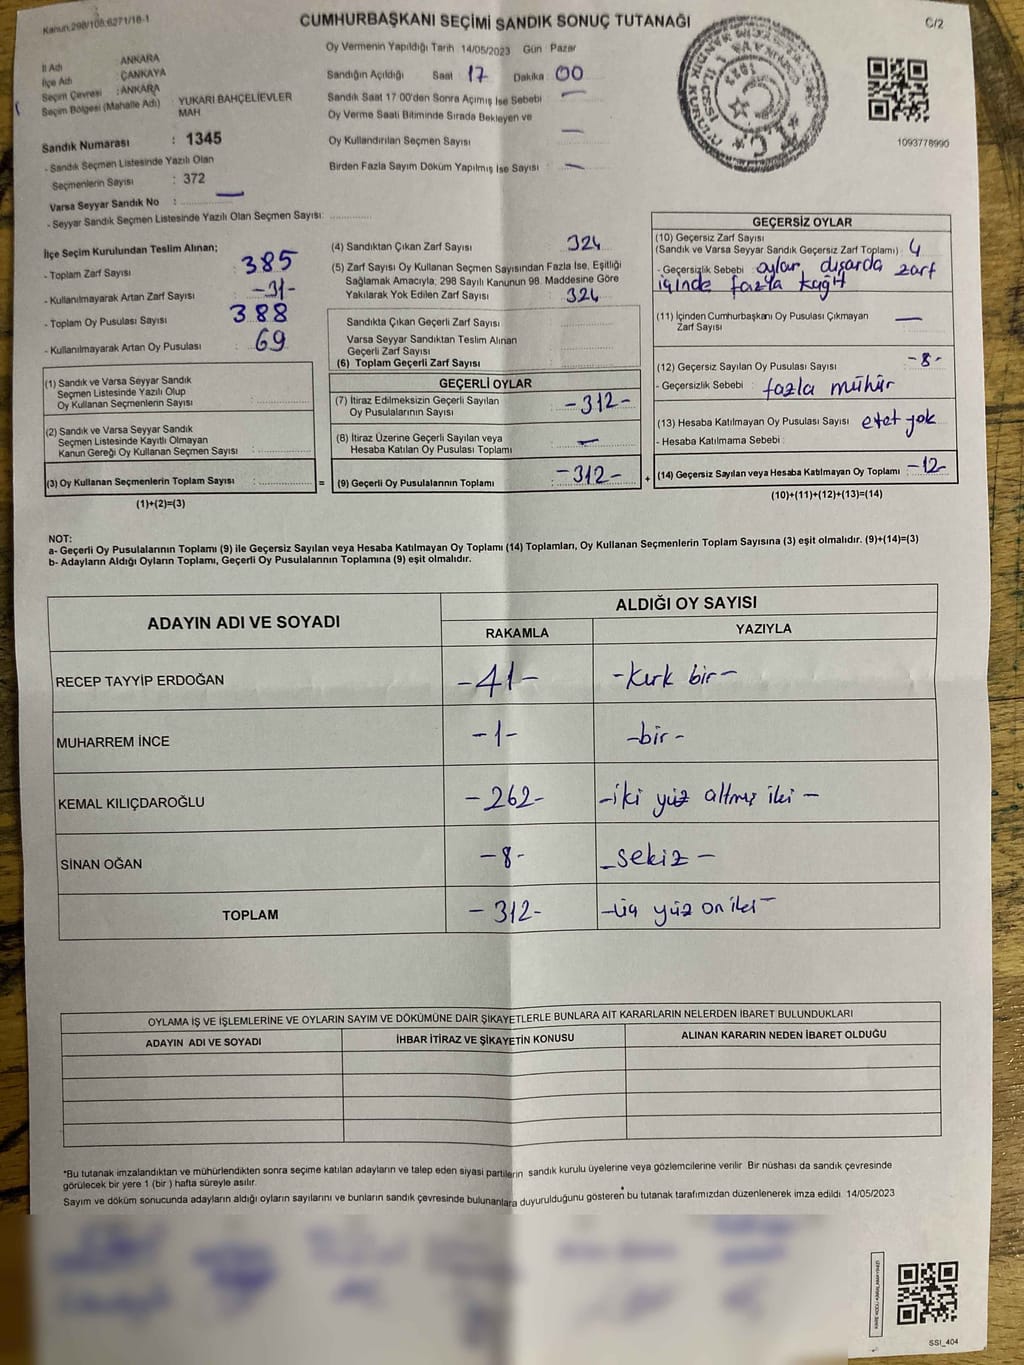 Kanun.298/108.6271/18-1
CUMHURBAŞKANI SEÇİMİ SANDIK SONUÇ TUTANAĞI
C/2
İl Adı ANKARA
İlçe Adı ÇANKAYA
Seçim Çevresi : ANKARA
Seçim Bölgesi (Mahalle Adı) YUKARI BAHÇELİEVLER
MAH
Sandık Numarası : 1345
- Sandık Seçmen Listesinde Yazılı Olan
Seçmenlerin Sayısı : 372
Varsa Seyyar Sandık No : —
- Seyyar Sandık Seçmen Listesinde Yazılı Olan Seçmen Sayısı:
Oy Vermenin Yapıldığı Tarih 14/05/2023 Gün Pazar
Sandığın Açıldığı Saat 17 Dakika 00
Sandık Saat 17:00'den Sonra Açımış İse Sebebi —
Oy Verme Saati Bitiminde Sırada Bekleyen ve
Oy Kullandırılan Seçmen Sayısı —
Birden Fazla Sayım Döküm Yapılmış İse Sayısı —
1093778990
İlçe Seçim Kurulundan Teslim Alınan;
- Toplam Zarf Sayısı : 385
- Kullanılmayarak Artan Zarf Sayısı : -31-
- Toplam Oy Pusulası Sayısı : 388
- Kullanılmayarak Artan Oy Pusulası : 69
(1) Sandık ve Varsa Seyyar Sandık
Seçmen Listesinde Yazılı Olup
Oy Kullanan Seçmenlerin Sayısı :
(2) Sandık ve Varsa Seyyar Sandık
Seçmen Listesinde Kayıtlı Olmayan
Kanun Gereği Oy Kullanan Seçmen Sayısı :
(3) Oy Kullanan Seçmenlerin Toplam Sayısı : =
(1)+(2)=(3)
(4) Sandıktan Çıkan Zarf Sayısı : 324
(5) Zarf Sayısı Oy Kullanan Seçmen Sayısından Fazla İse, Eşitliği
Sağlamak Amacıyla, 298 Sayılı Kanunun 98. Maddesine Göre
Yakılarak Yok Edilen Zarf Sayısı : 324
Sandıkta Çıkan Geçerli Zarf Sayısı
Varsa Seyyar Sandıktan Teslim Alınan
Geçerli Zarf Sayısı
(6) Toplam Geçerli Zarf Sayısı
GEÇERLİ OYLAR
(7) İtiraz Edilmeksizin Geçerli Sayılan
Oy Pusulalarının Sayısı : -312-
(8) İtiraz Üzerine Geçerli Sayılan veya
Hesaba Katılan Oy Pusulası Toplamı : —
(9) Geçerli Oy Pusulalarının Toplamı : -312- +
GEÇERSİZ OYLAR
(10) Geçersiz Zarf Sayısı
(Sandık ve Varsa Seyyar Sandık Geçersiz Zarf Toplamı) : 4
- Geçersizlik Sebebi : oylar dışarda zarf
içinde fazla kağıt
(11) İçinden Cumhurbaşkanı Oy Pusulası Çıkmayan
Zarf Sayısı —
(12) Geçersiz Sayılan Oy Pusulası Sayısı : -8-
- Geçersizlik Sebebi : fazla mühür
(13) Hesaba Katılmayan Oy Pusulası Sayısı : yok
- Hesaba Katılmama Sebebi :
(14) Geçersiz Sayılan veya Hesaba Katılmayan Oy Toplamı : -12-
(10)+(11)+(12)+(13)=(14)
NOT:
a- Geçerli Oy Pusulalarının Toplamı (9) ile Geçersiz Sayılan veya Hesaba Katılmayan Oy Toplamı (14) Toplamları, Oy Kullanan Seçmenlerin Toplam Sayısına (3) eşit olmalıdır. (9)+(14)=(3)
b- Adayların Aldığı Oyların Toplamı, Geçerli Oy Pusulalarının Toplamına (9) eşit olmalıdır.
ADAYIN ADI VE SOYADI
ALDIĞI OY SAYISI
RAKAMLA YAZIYLA
RECEP TAYYİP ERDOĞAN -41- -kırk bir-
MUHARREM İNCE -1- -bir-
KEMAL KILIÇDAROĞLU -262- -iki yüz altmış iki-
SİNAN OĞAN -8- -sekiz-
TOPLAM -312- -üç yüz on iki-
OYLAMA İŞ VE İŞLEMLERİNE VE OYLARIN SAYIM VE DÖKÜMÜNE DAİR ŞİKAYETLERLE BUNLARA AİT KARARLARIN NELERDEN İBARET BULUNDUKLARI
ADAYIN ADI VE SOYADI İHBAR İTİRAZ VE ŞİKAYETİN KONUSU ALINAN KARARIN NEDEN İBARET OLDUĞU
*Bu tutanak imzalandıktan ve mühürlendikten sonra seçime katılan adayların ve talep eden siyasi partilerin sandık kurulu üyelerine veya gözlemcilerine verilir. Bir nüshası da sandık çevresinde
görülecek bir yere 1 (bir) hafta süreyle asılır.
Sayım ve döküm sonucunda adayların aldığı oyların sayılarını ve bunların sandık çevresinde bulunanlara duyurulduğunu gösteren bu tutanak tarafımızdan düzenlenerek imza edildi. 14/05/2023
SSI_404